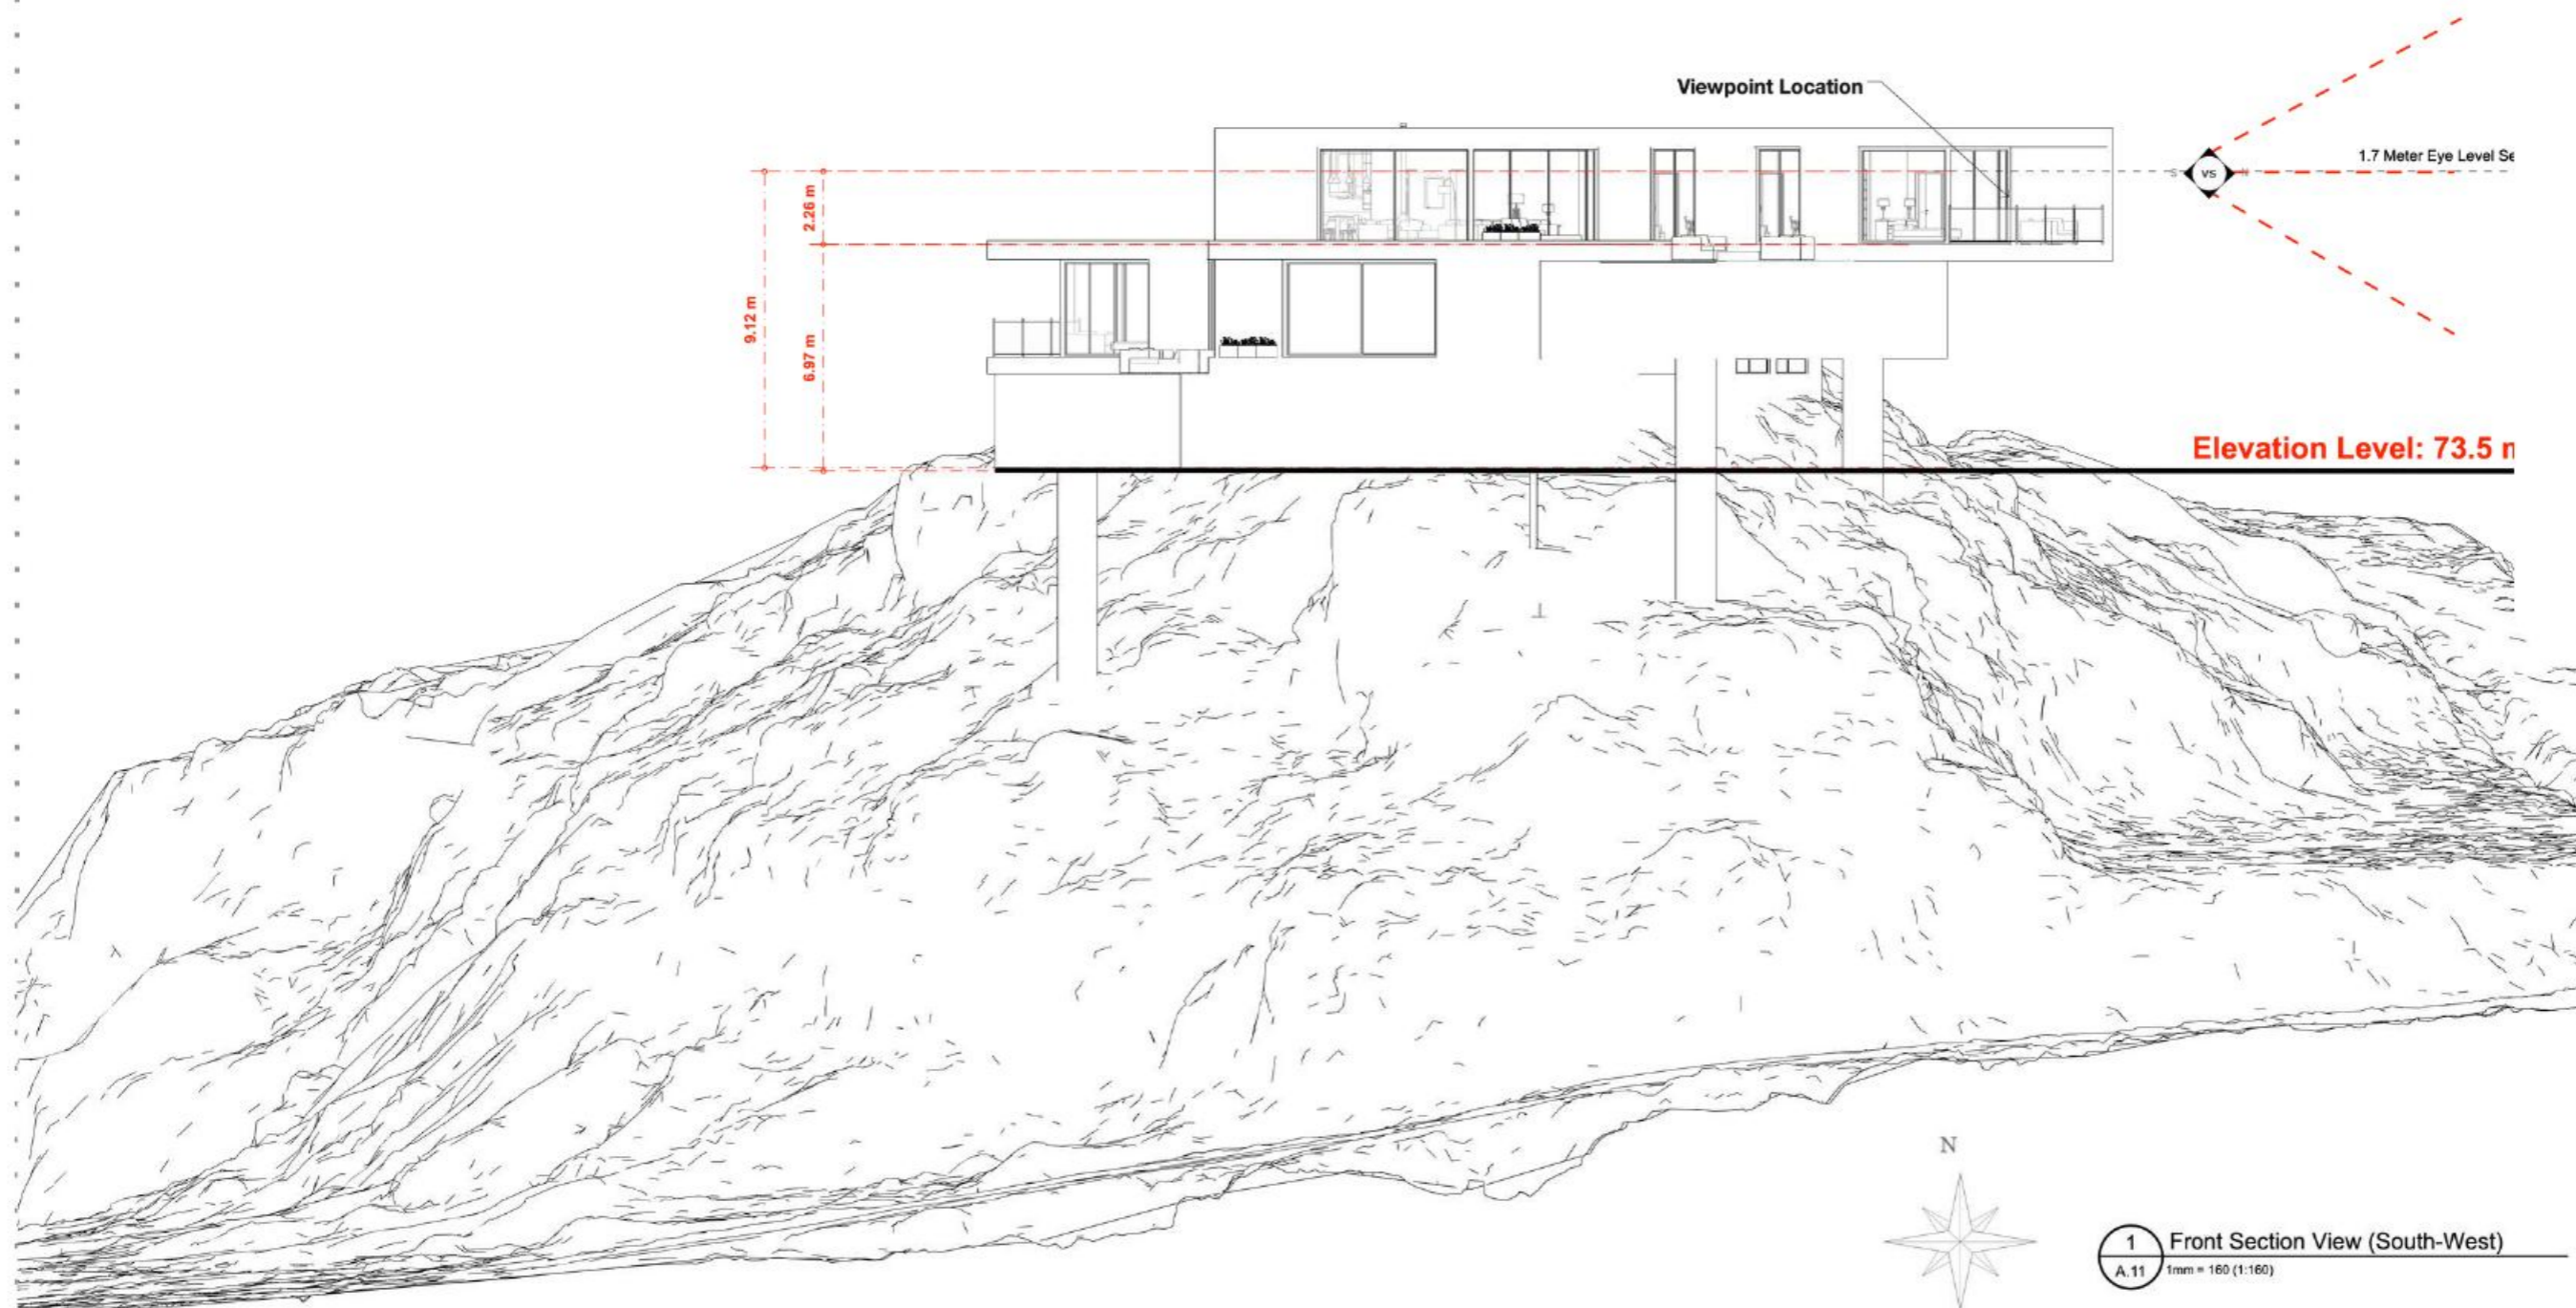 Viewpoint Location
1.7 Meter Eye Level Se
S
VS
N
2.26 m
9.12 m
6.97 m
Elevation Level: 73.5 m
N
1
Front Section View (South-West)
A.11
1mm = 160 (1:160)